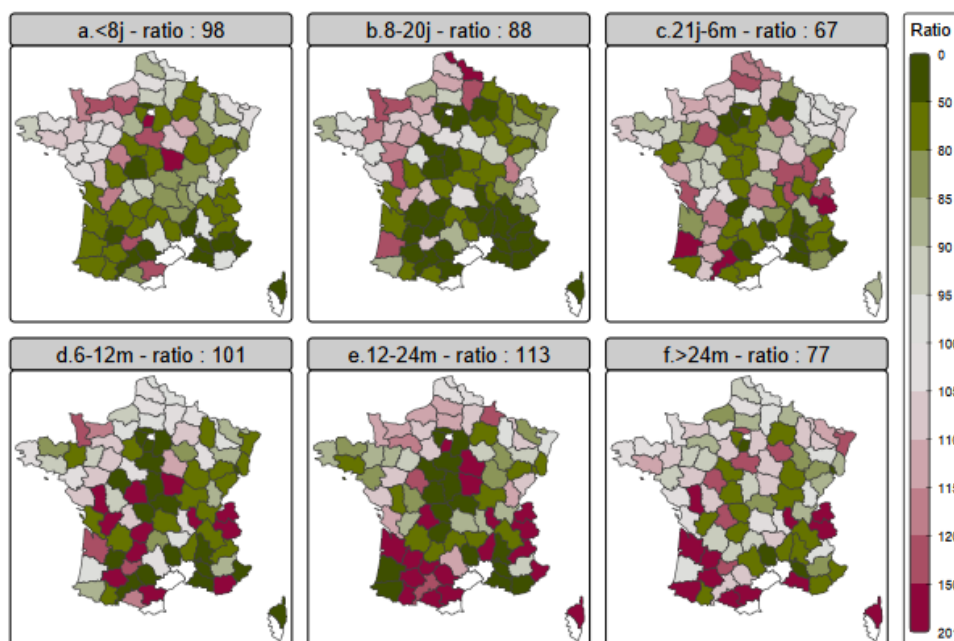 a.<8j - ratio : 98
b.8-20j - ratio : 88
c.21j-6m - ratio : 67
d.6-12m - ratio : 101
e.12-24m - ratio : 113
f.>24m - ratio : 77
Ratio
0
50
80
85
90
95
100
105
110
115
120
150